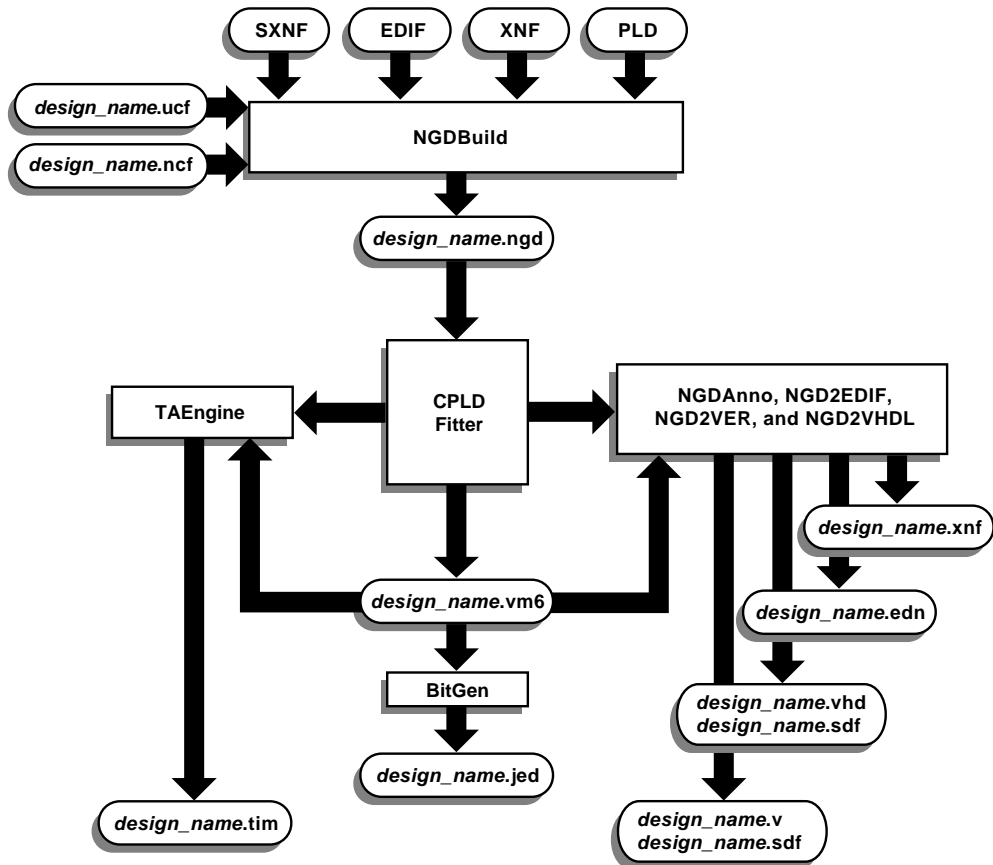 SXNF
EDIF
XNF
PLD
design_name.ucf
NGDBuild
design_name.ncf
design_name.ngd
CPLD
Fitter
TAEngine
NGDAnno, NGD2EDIF,
NGD2VER, and NGD2VHDL
design_name.xnf
design_name.vm6
design_name.edn
BitGen
design_name.vhd
design_name.sdf
design_name.jed
design_name.tim
design_name.v
design_name.sdf